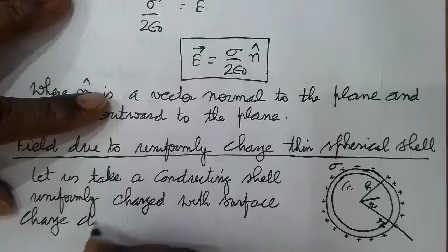 σ/2ε₀ = E
E⃗ = σ/2ε₀ n̂
Where n̂ is a vector normal to the plane and
outward to the plane.
Field due to uniformly charge thin spherical shell
Let us take a conducting shell
uniformly charged with surface
charge d
σ